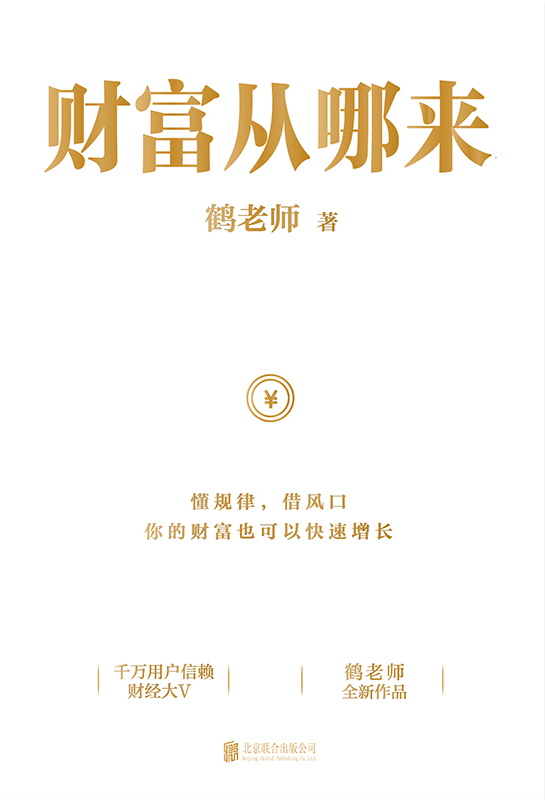 财富从哪来
鹤老师 著
¥
懂规律，借风口
你的财富也可以快速增长
千万用户信赖
财经大V
鹤老师
全新作品
北京联合出版公司
Beijing United Publishing Co.,Ltd.